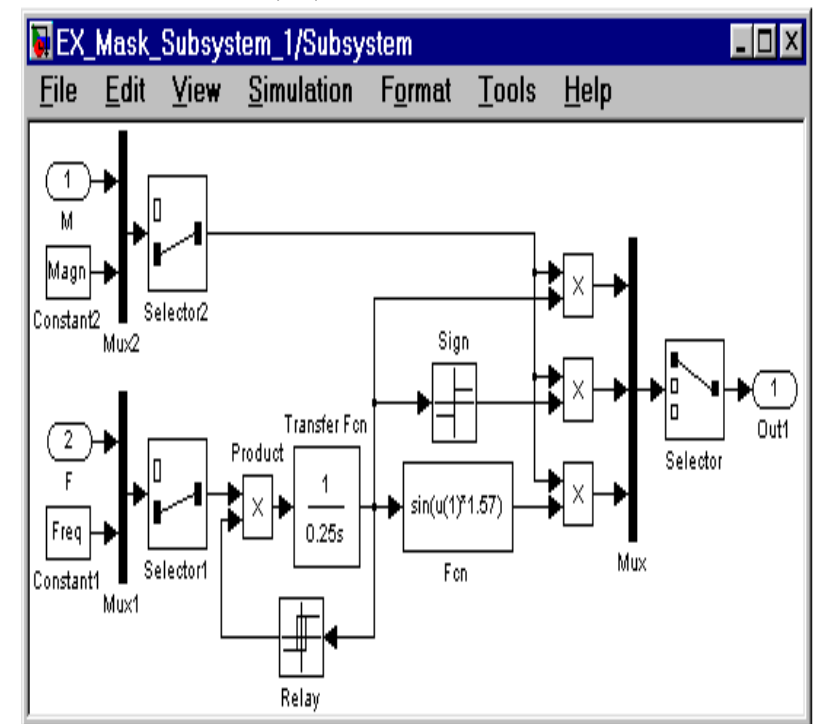 EX_Mask_Subsystem_1/Subsystem
File Edit View Simulation Format Tools Help
1
M
Magn
Constant2
Mux2
Selector2
2
F
Freq
Constant1
Mux1
Selector1
Product
×
Transfer Fcn
1
0.25s
Relay
Sign
sin(u(1)*1.57)
Fcn
×
×
×
Mux
Selector
1
Out1